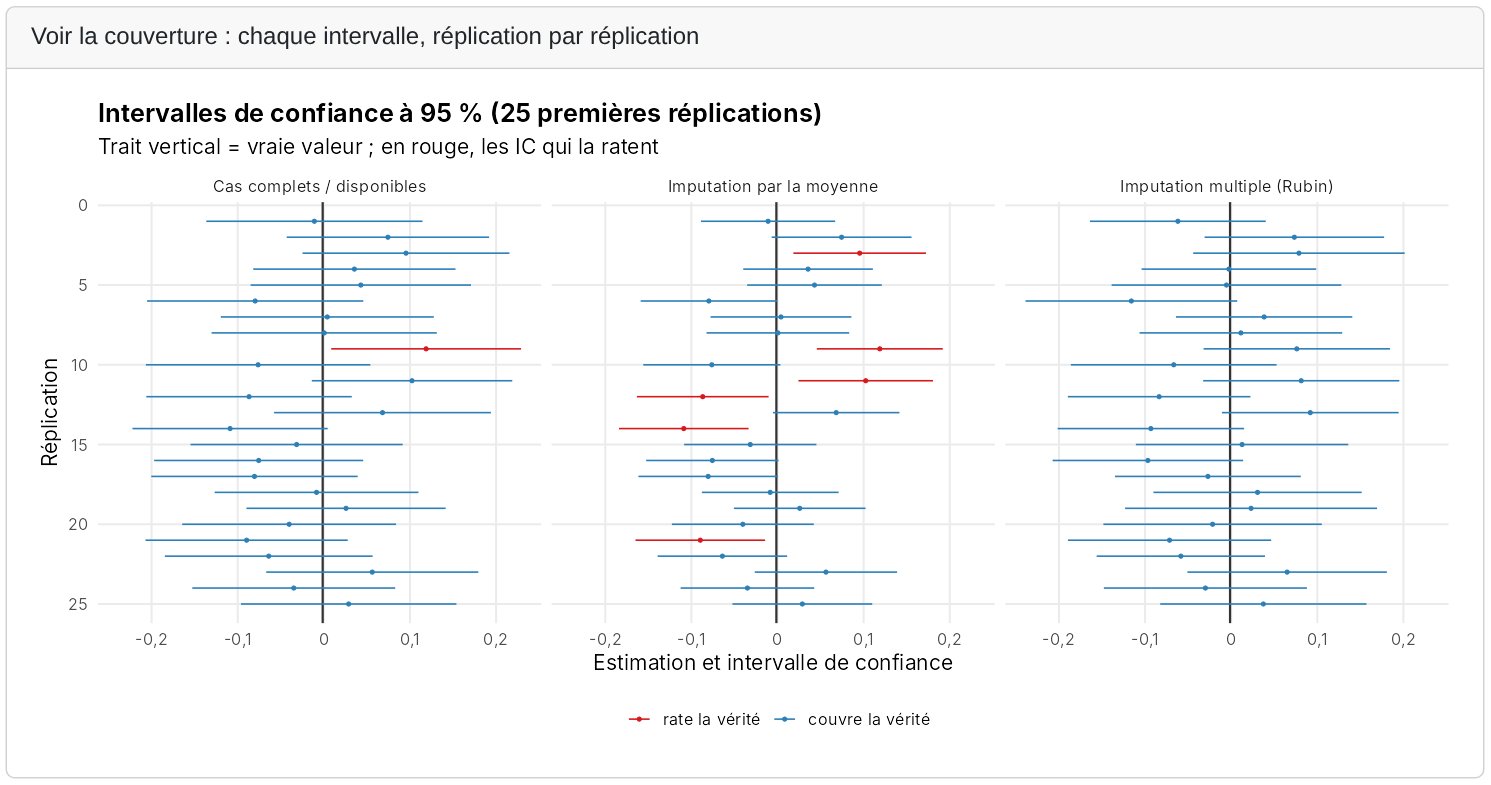 Voir la couverture : chaque intervalle, réplication par réplication
Intervalles de confiance à 95 % (25 premières réplications)
Trait vertical = vraie valeur ; en rouge, les IC qui la ratent
Cas complets / disponibles
Imputation par la moyenne
Imputation multiple (Rubin)
Réplication
0
5
10
15
20
25
-0,2 -0,1 0 0,1 0,2
-0,2 -0,1 0 0,1 0,2
-0,2 -0,1 0 0,1 0,2
Estimation et intervalle de confiance
rate la vérité couvre la vérité